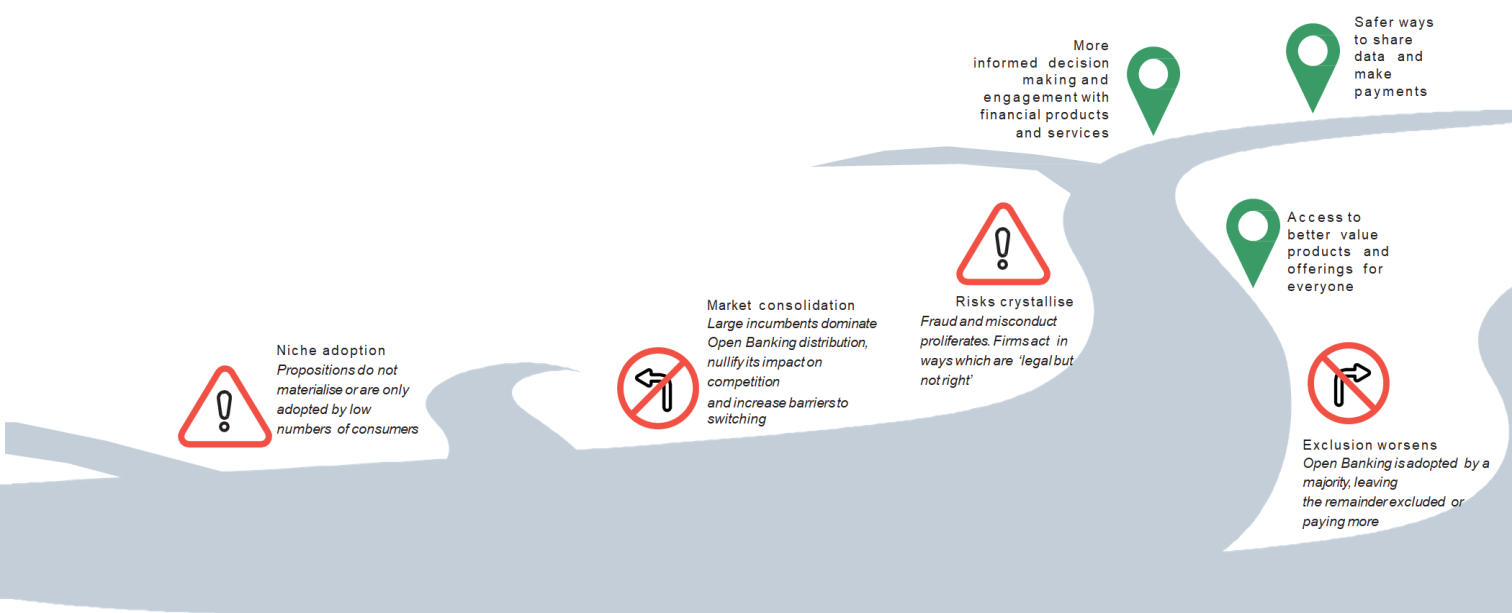 More
informed decision
making and
engagement with
financial products
and services
Safer ways
to share
data and
make
payments
Access to
better value
products and
offerings for
everyone
Niche adoption
Propositions do not
materialise or are only
adopted by low
numbers of consumers
Market consolidation
Large incumbents dominate
Open Banking distribution,
nullify its impact on
competition
and increase barriers to
switching
Risks crystallise
Fraud and misconduct
proliferates. Firms act in
ways which are ‘legal but
not right’
Exclusion worsens
Open Banking is adopted by a
majority, leaving
the remainder excluded or
paying more